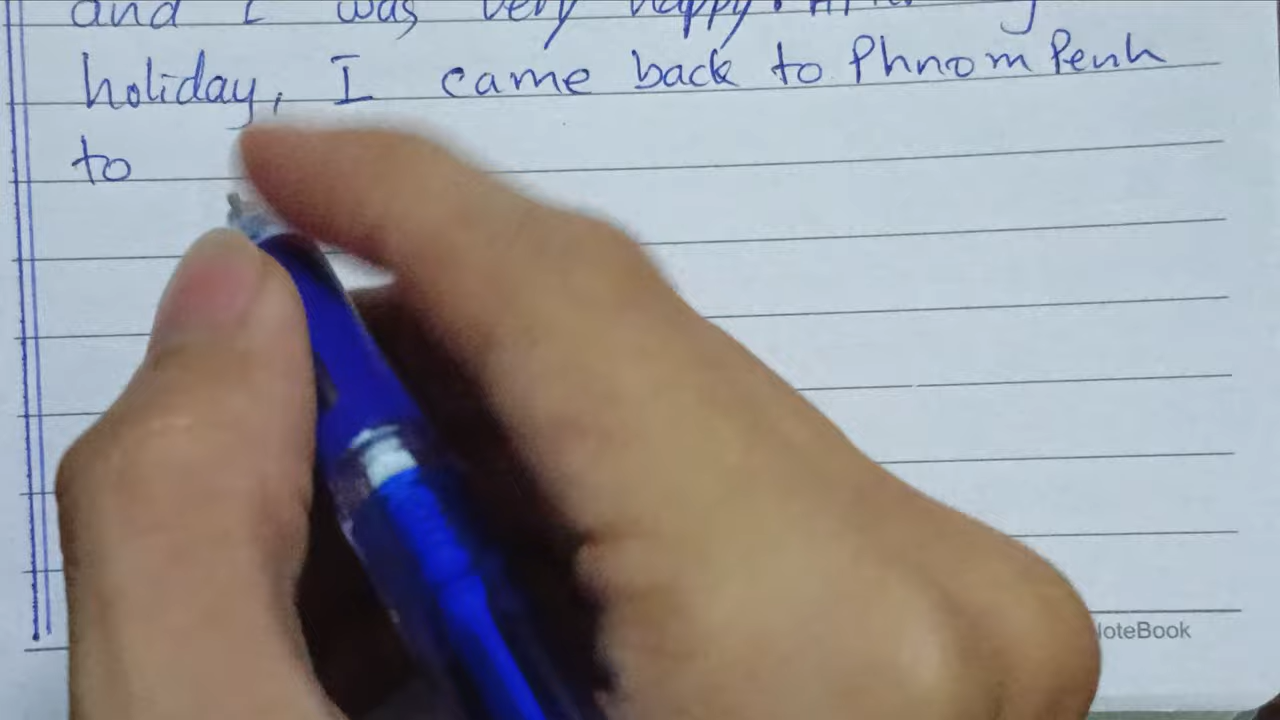 and I was very happy.
holiday, I came back to Phnom Penh
to
NoteBook